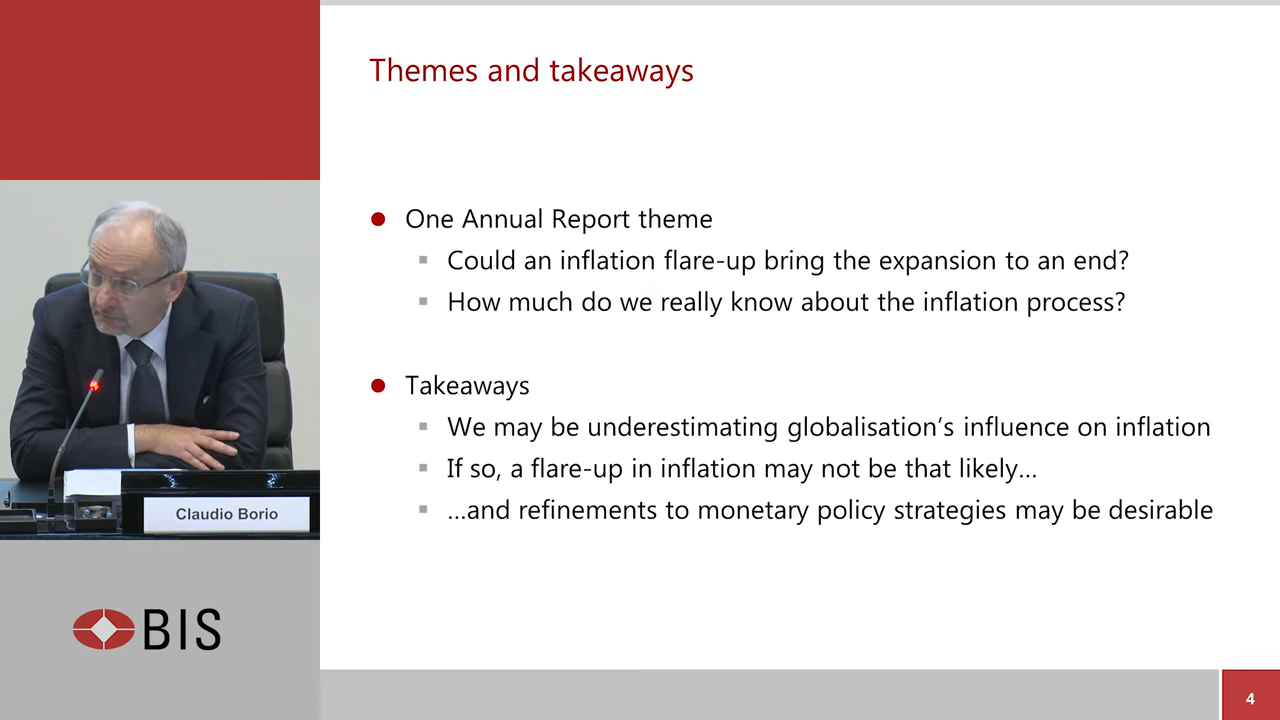 Themes and takeaways
One Annual Report theme
Could an inflation flare-up bring the expansion to an end?
How much do we really know about the inflation process?
Takeaways
We may be underestimating globalisation's influence on inflation
If so, a flare-up in inflation may not be that likely...
...and refinements to monetary policy strategies may be desirable
Claudio Borio
BIS
4